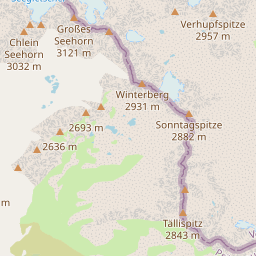 Großes
Seehorn
3121 m
Verhupfspitze
2957 m
Chlein
Seehorn
3032 m
Winterberg
2931 m
2693 m
Sonntagspitze
2882 m
2636 m
m
Tällispitz
2843 m